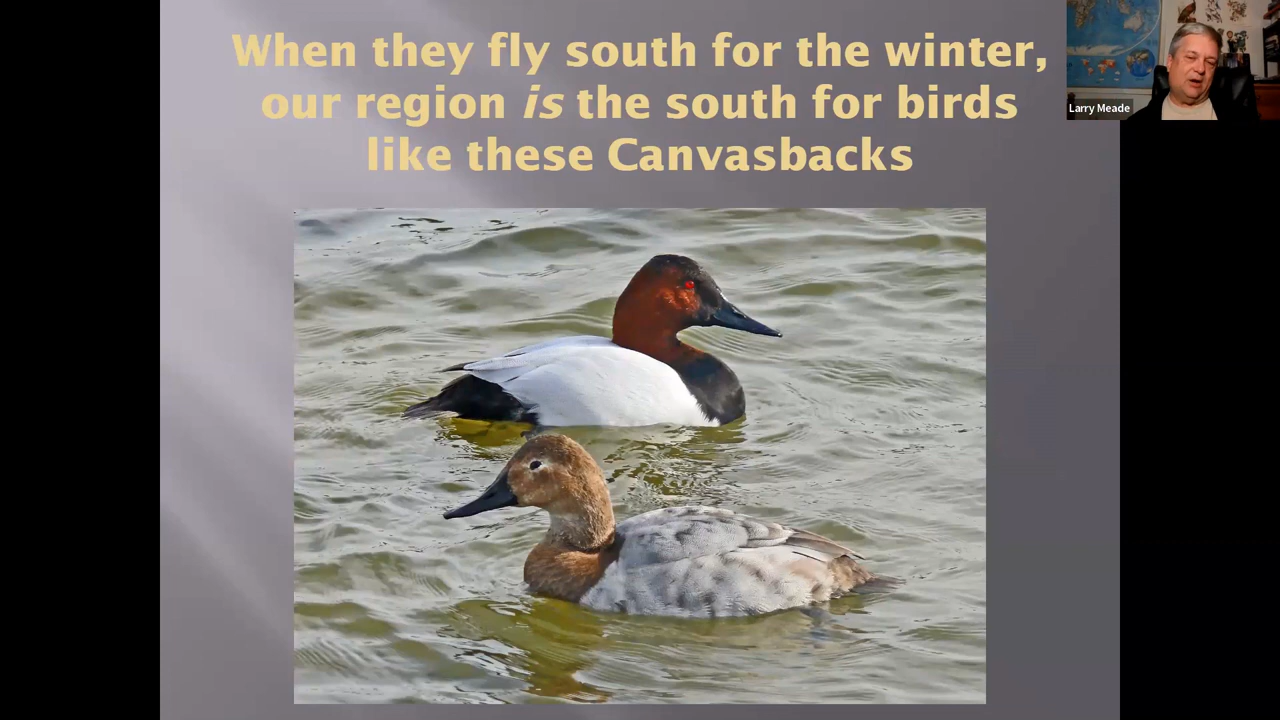 When they fly south for the winter,
our region is the south for birds
like these Canvasbacks
Larry Meade